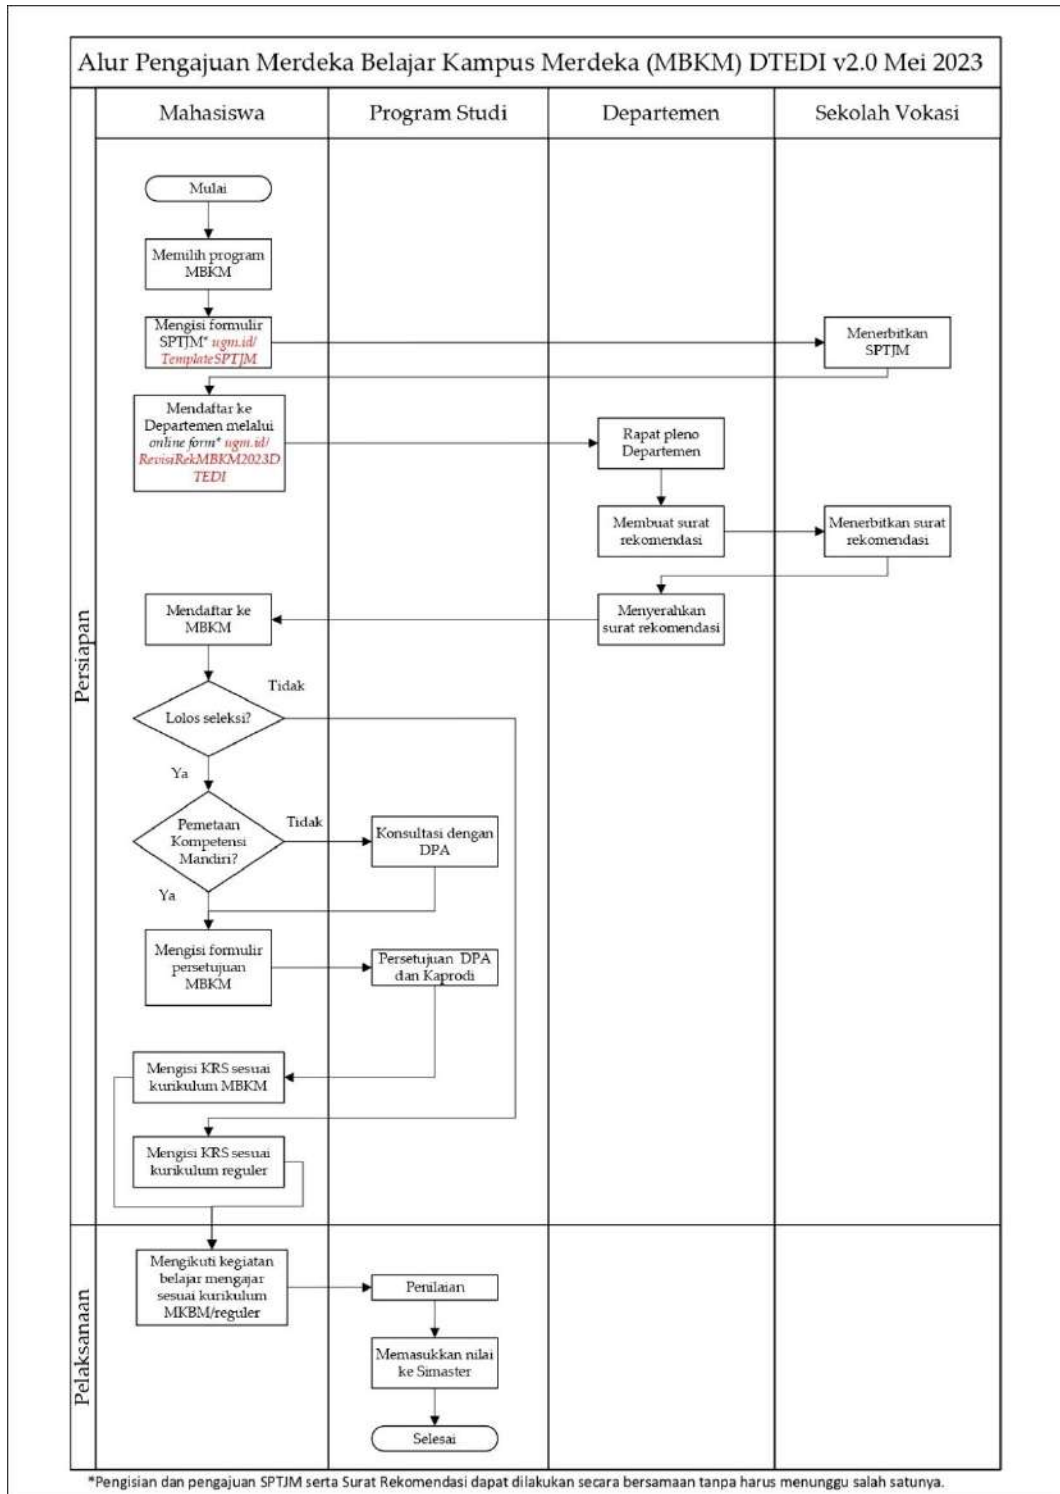 Alur Pengajuan Merdeka Belajar Kampus Merdeka (MBKM) DTEDI v2.0 Mei 2023
Mahasiswa
Program Studi
Departemen
Sekolah Vokasi
Persiapan
Mulai
Memilih program
MBKM
Mengisi formulir
SPTJM* ugm.id/
TemplateSPTJM
Menerbitkan
SPTJM
Mendaftar ke
Departemen melalui
online form* ugm.id/
RevisiRekMBKM2023D
TEDI
Rapat pleno
Departemen
Membuat surat
rekomendasi
Menerbitkan surat
rekomendasi
Mendaftar ke
MBKM
Menyerahkan
surat rekomendasi
Lolos seleksi?
Tidak
Ya
Pemetaan
Kompetensi
Mandiri?
Tidak
Konsultasi dengan
DPA
Ya
Mengisi formulir
persetujuan
MBKM
Persetujuan DPA
dan Kaprodi
Mengisi KRS sesuai
kurikulum MBKM
Mengisi KRS sesuai
kurikulum reguler
Pelaksanaan
Mengikuti kegiatan
belajar mengajar
sesuai kurikulum
MKBM/reguler
Penilaian
Memasukkan nilai
ke Simaster
Selesai
*Pengisian dan pengajuan SPTJM serta Surat Rekomendasi dapat dilakukan secara bersamaan tanpa harus menunggu salah satunya.